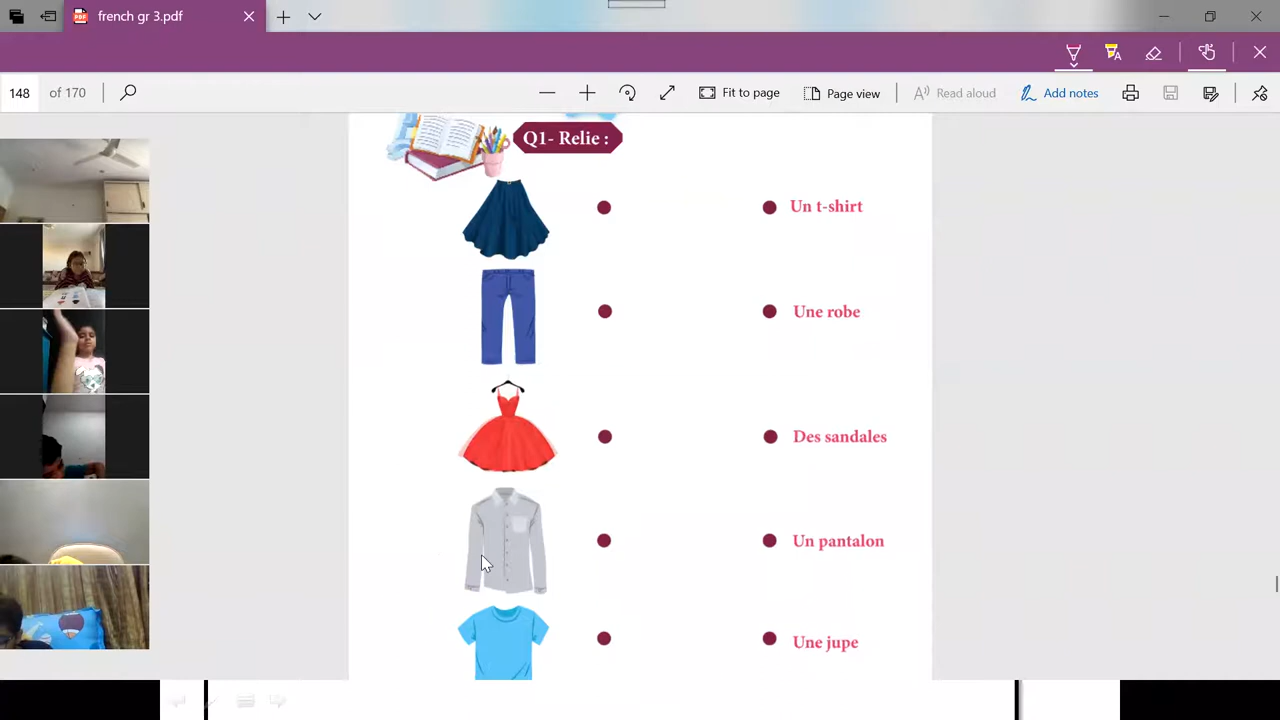 french gr 3.pdf
148 of 170
Fit to page
Page view
Read aloud
Add notes
Q1- Relie :
Un t-shirt
Une robe
Des sandales
Un pantalon
Une jupe